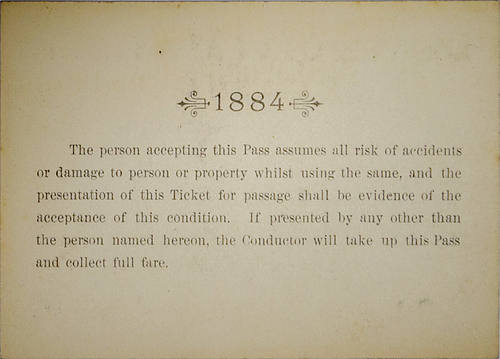 1884
The person accepting this Pass assumes all risk of accidents
or damage to person or property whilst using the same, and the
presentation of this Ticket for passage shall be evidence of the
acceptance of this condition. If presented by any other than
the person named hereon, the Conductor will take up this Pass
and collect full fare.